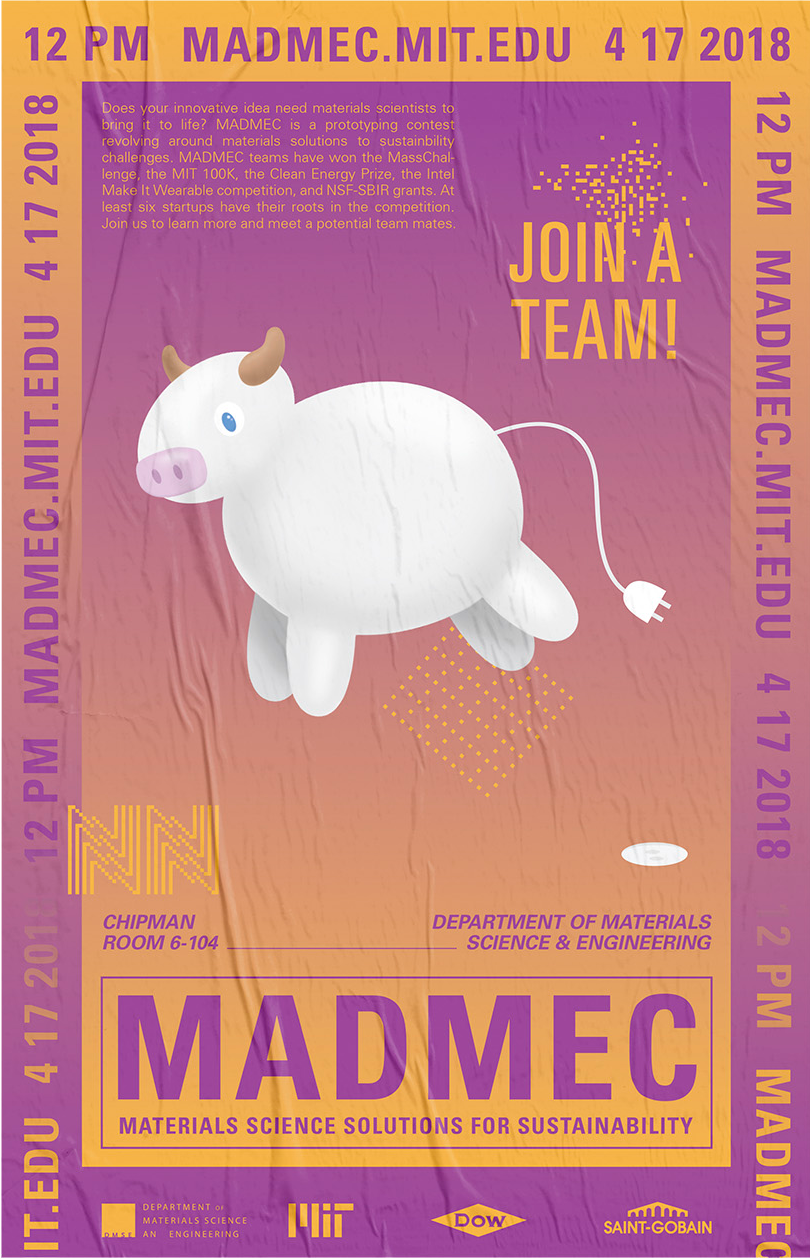 12 PM MADMEC.MIT.EDU 4 17 2018
12 PM MADMEC.MIT.EDU 4 17 2018
12 PM MADMEC
IT.EDU 4 17 2018
12 PM MADMEC.MIT.EDU 4 17 2018
Does your innovative idea need materials scientists to
bring it to life? MADMEC is a prototyping contest
revolving around materials solutions to sustainbility
challenges. MADMEC teams have won the MassChal-
lenge, the MIT 100K, the Clean Energy Prize, the Intel
Make It Wearable competition, and NSF-SBIR grants. At
least six startups have their roots in the competition.
Join us to learn more and meet a potential team mates.
JOIN A
TEAM!
NN
CHIPMAN
ROOM 6-104
DEPARTMENT OF MATERIALS
SCIENCE & ENGINEERING
MADMEC
MATERIALS SCIENCE SOLUTIONS FOR SUSTAINABILITY
DMSE
DEPARTMENT OF
MATERIALS SCIENCE
AN ENGINEERING
MIT
DOW
SAINT-GOBAIN